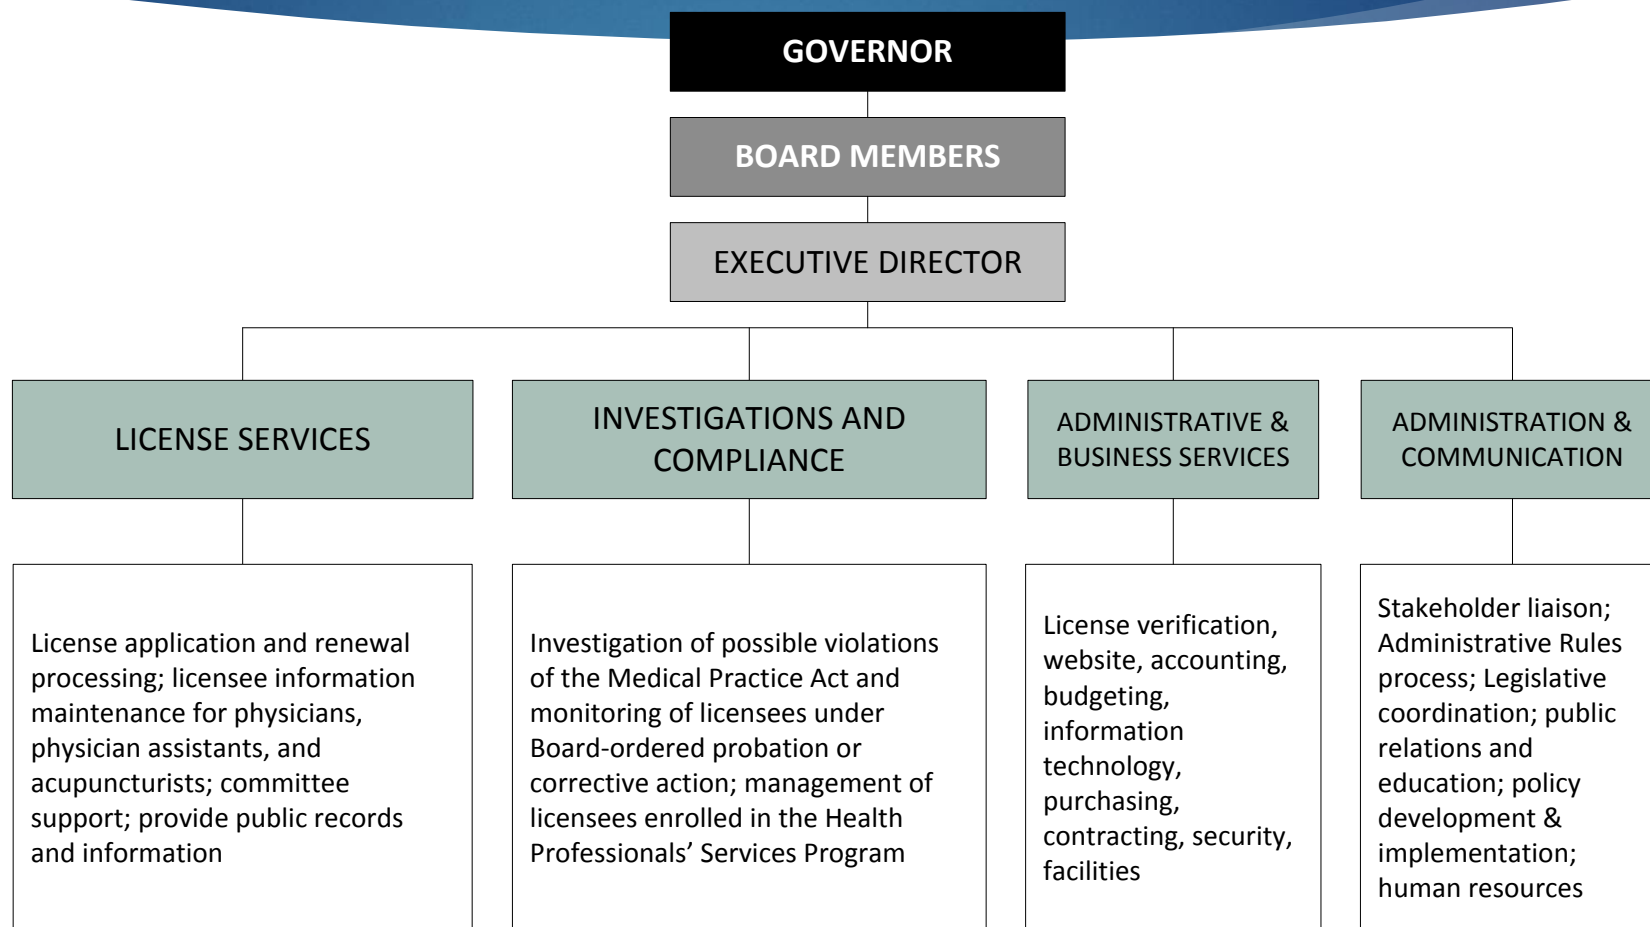 GOVERNOR
BOARD MEMBERS
EXECUTIVE DIRECTOR
LICENSE SERVICES
INVESTIGATIONS AND
COMPLIANCE
ADMINISTRATIVE &
BUSINESS SERVICES
ADMINISTRATION &
COMMUNICATION
License application and renewal
processing; licensee information
maintenance for physicians,
physician assistants, and
acupuncturists; committee
support; provide public records
and information
Investigation of possible violations
of the Medical Practice Act and
monitoring of licensees under
Board-ordered probation or
corrective action; management of
licensees enrolled in the Health
Professionals’ Services Program
License verification,
website, accounting,
budgeting,
information
technology,
purchasing,
contracting, security,
facilities
Stakeholder liaison;
Administrative Rules
process; Legislative
coordination; public
relations and
education; policy
development &
implementation;
human resources